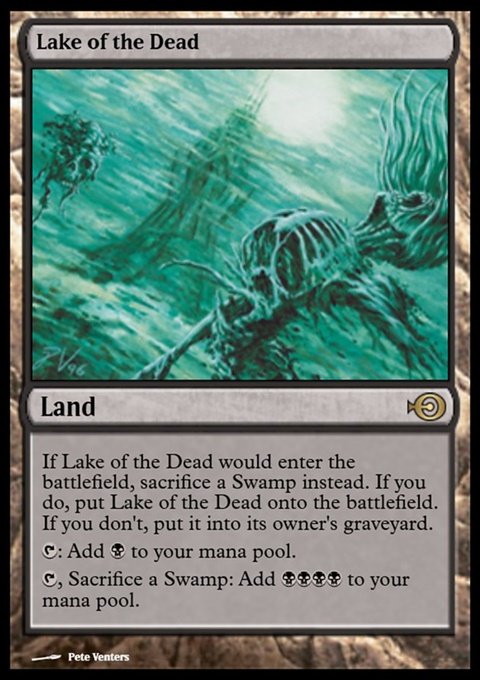 Lake of the Dead
PV96
Land
If Lake of the Dead would enter the
battlefield, sacrifice a Swamp instead. If you
do, put Lake of the Dead onto the battlefield.
If you don't, put it into its owner's graveyard.
: Add to your mana pool.
, Sacrifice a Swamp: Add to your
mana pool.
Pete Venters